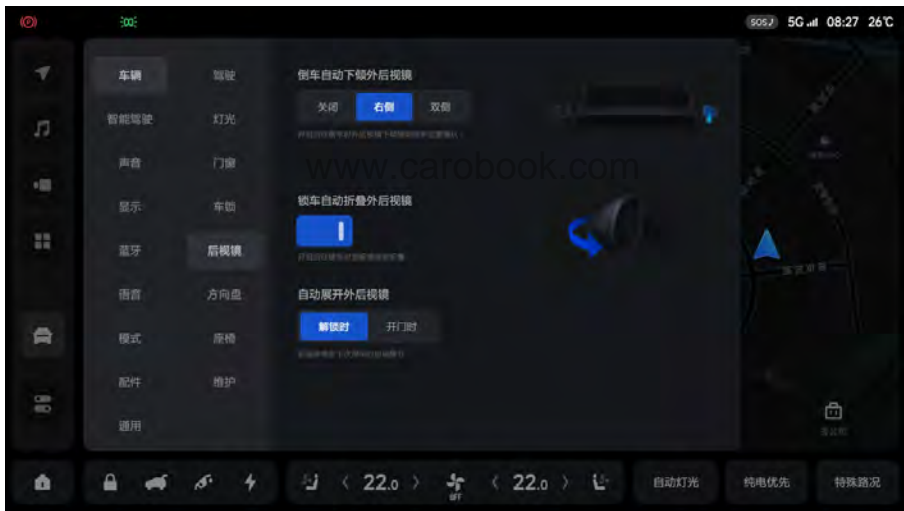 SOS 5G 08:27 26℃
车辆
智能驾驶
声音
显示
蓝牙
语音
模式
配件
通用
驾驶
灯光
门窗
车锁
后视镜
方向盘
座椅
维护
倒车自动下倾外后视镜
关闭 右侧 双侧
www.carobook.com
锁车自动折叠外后视镜
自动展开外后视镜
解锁时 开门时
22.0 OFF 22.0 自动灯光 纯电优先 特殊路况